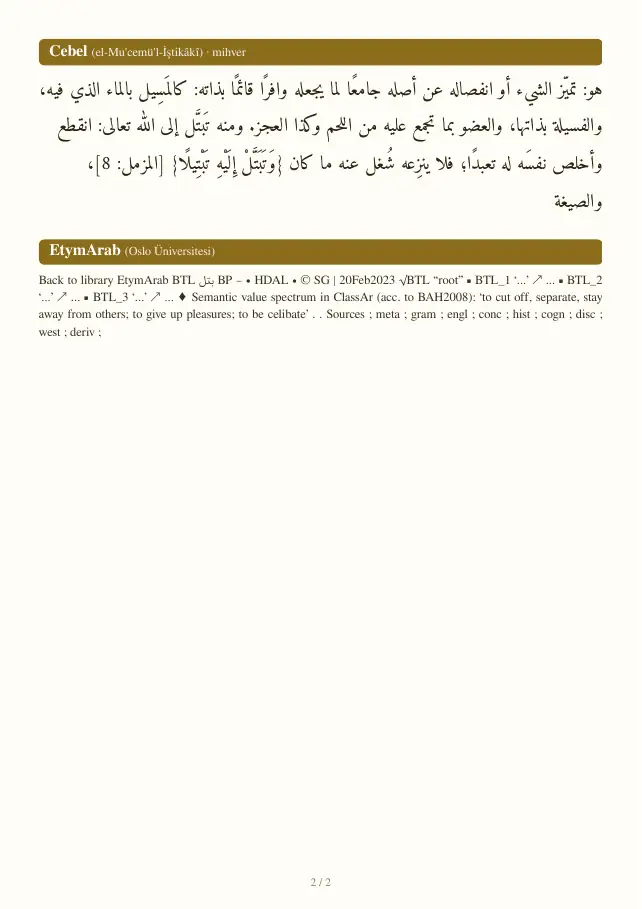 Cebel (el-Mu'cemü'l-İştikâkî) · mihver
هو: تميّز الشيء أو انفصاله عن أصله جامعًا لما يجعله وافرًا قائمًا بذاته: كالمَسِيل بالماء الذي فيه،
والفسيلة بذاتها، والعضو بما تجمع عليه من اللحم وكذا العجز. ومنه تَبتَّل إلى الله تعالى: انقطع
وأخلص نفسَه له تعبدًا؛ فلا ينزِعه شُغل عنه ما كان {وَتَبَتَّلْ إِلَيْهِ تَبْتِيلًا} [المزمل: 8]،
والصيغة
EtymArab (Oslo Üniversitesi)
Back to library EtymArab BTL بتل BP – • HDAL • © SG | 20Feb2023 √BTL “root” ▪ BTL_1 ‘...’ ↗ ... ▪ BTL_2
‘...’ ↗ ... ▪ BTL_3 ‘...’ ↗ ... ♦ Semantic value spectrum in ClassAr (acc. to BAH2008): ‘to cut off, separate, stay
away from others; to give up pleasures; to be celibate’ . . Sources ; meta ; gram ; engl ; conc ; hist ; cogn ; disc ;
west ; deriv ;
2 / 2